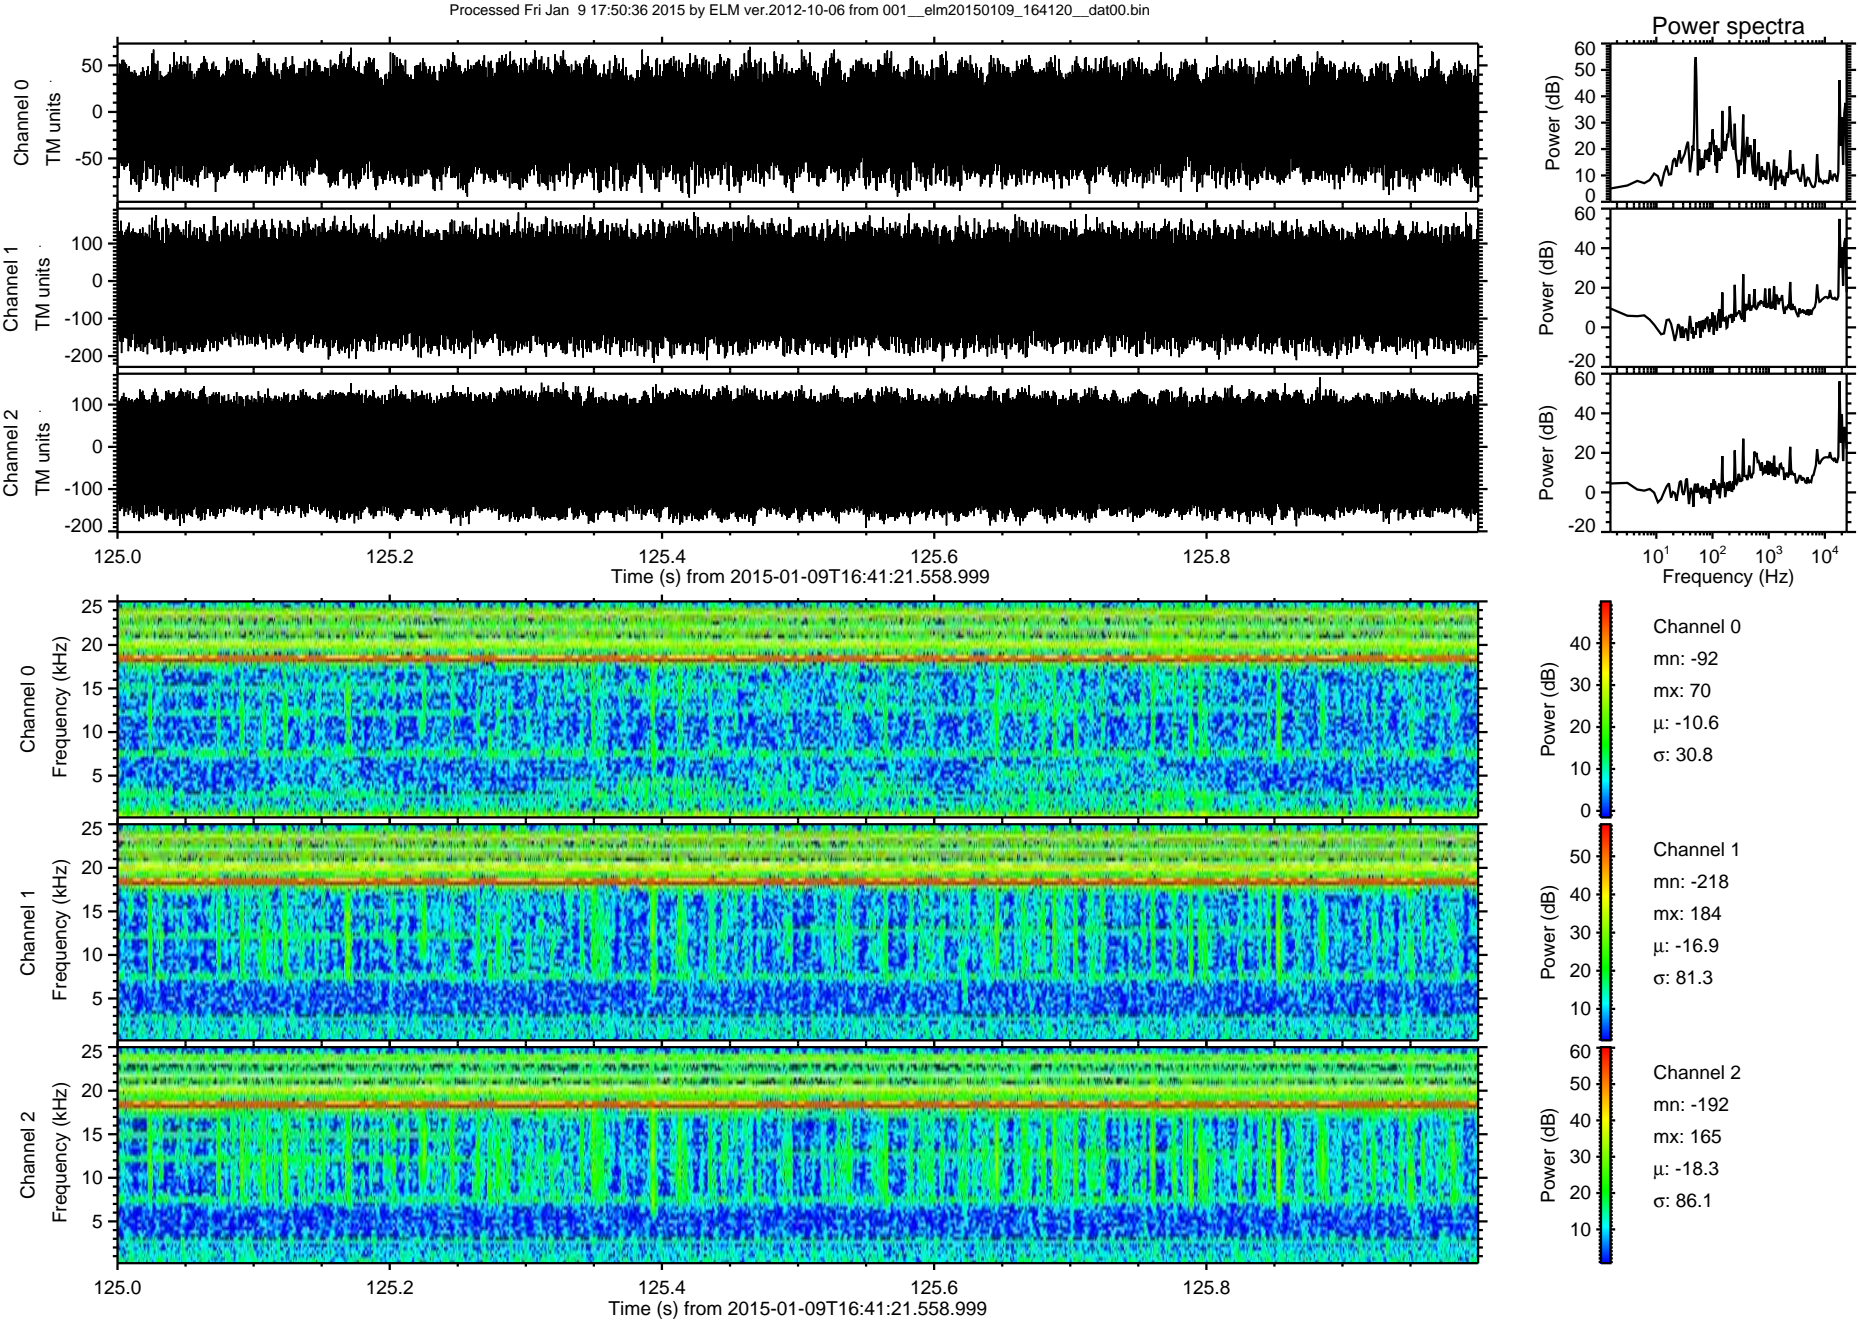 Processed Fri Jan  9 17:50:36 2015 by ELM ver.2012-10-06 from 001__elm20150109_164120__dat00.bin
Power spectra
Channel 0
TM units
50
0
-50
Power (dB)
60
50
40
30
20
10
0
Channel 1
TM units
100
0
-100
-200
Power (dB)
60
40
20
0
-20
Channel 2
TM units
100
0
-100
-200
Power (dB)
60
40
20
0
-20
125.0 125.2 125.4 125.6 125.8
Time (s) from 2015-01-09T16:41:21.558.999
10^1 10^2 10^3 10^4
Frequency (Hz)
Channel 0
Frequency (kHz)
25
20
15
10
5
Power (dB)
40
30
20
10
0
Channel 0
mn: -92
mx: 70
μ: -10.6
σ: 30.8
Channel 1
Frequency (kHz)
25
20
15
10
5
Power (dB)
50
40
30
20
10
Channel 1
mn: -218
mx: 184
μ: -16.9
σ: 81.3
Channel 2
Frequency (kHz)
25
20
15
10
5
Power (dB)
60
50
40
30
20
10
Channel 2
mn: -192
mx: 165
μ: -18.3
σ: 86.1
125.0 125.2 125.4 125.6 125.8
Time (s) from 2015-01-09T16:41:21.558.999